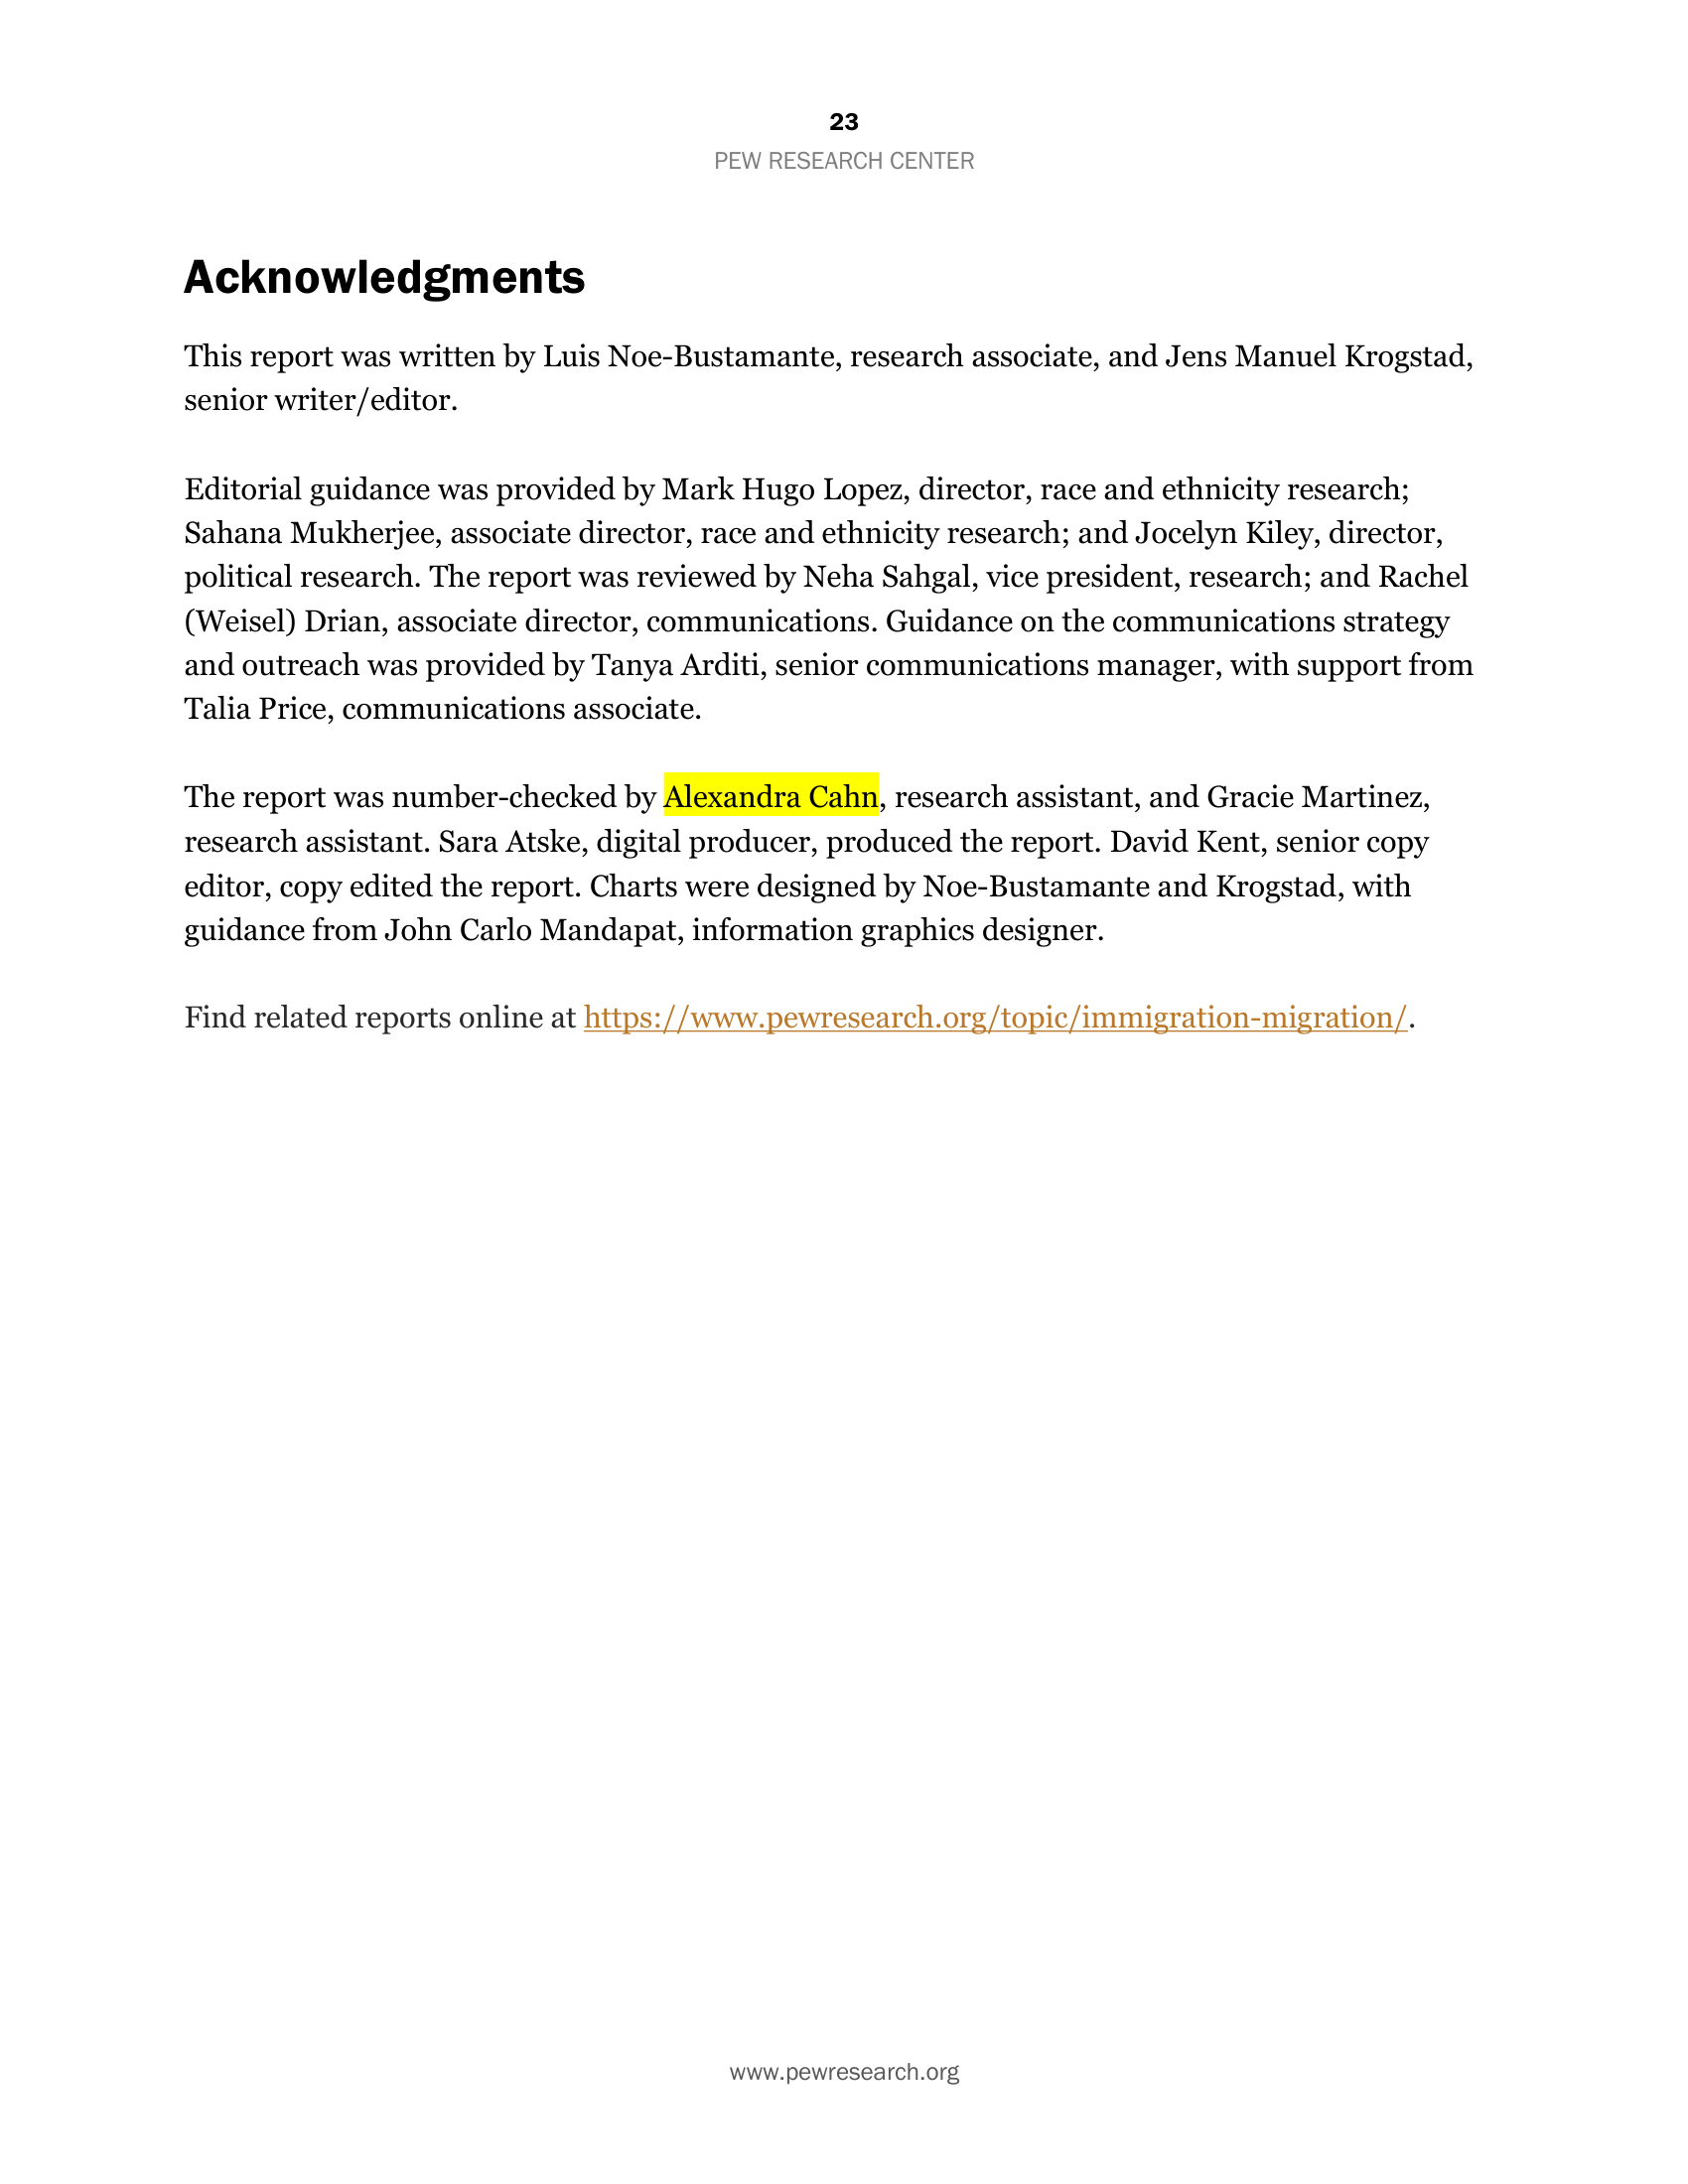 23
PEW RESEARCH CENTER
Acknowledgments
This report was written by Luis Noe-Bustamante, research associate, and Jens Manuel Krogstad,
senior writer/editor.
Editorial guidance was provided by Mark Hugo Lopez, director, race and ethnicity research;
Sahana Mukherjee, associate director, race and ethnicity research; and Jocelyn Kiley, director,
political research. The report was reviewed by Neha Sahgal, vice president, research; and Rachel
(Weisel) Drian, associate director, communications. Guidance on the communications strategy
and outreach was provided by Tanya Arditi, senior communications manager, with support from
Talia Price, communications associate.
The report was number-checked by Alexandra Cahn, research assistant, and Gracie Martinez,
research assistant. Sara Atske, digital producer, produced the report. David Kent, senior copy
editor, copy edited the report. Charts were designed by Noe-Bustamante and Krogstad, with
guidance from John Carlo Mandapat, information graphics designer.
Find related reports online at https://www.pewresearch.org/topic/immigration-migration/.
www.pewresearch.org